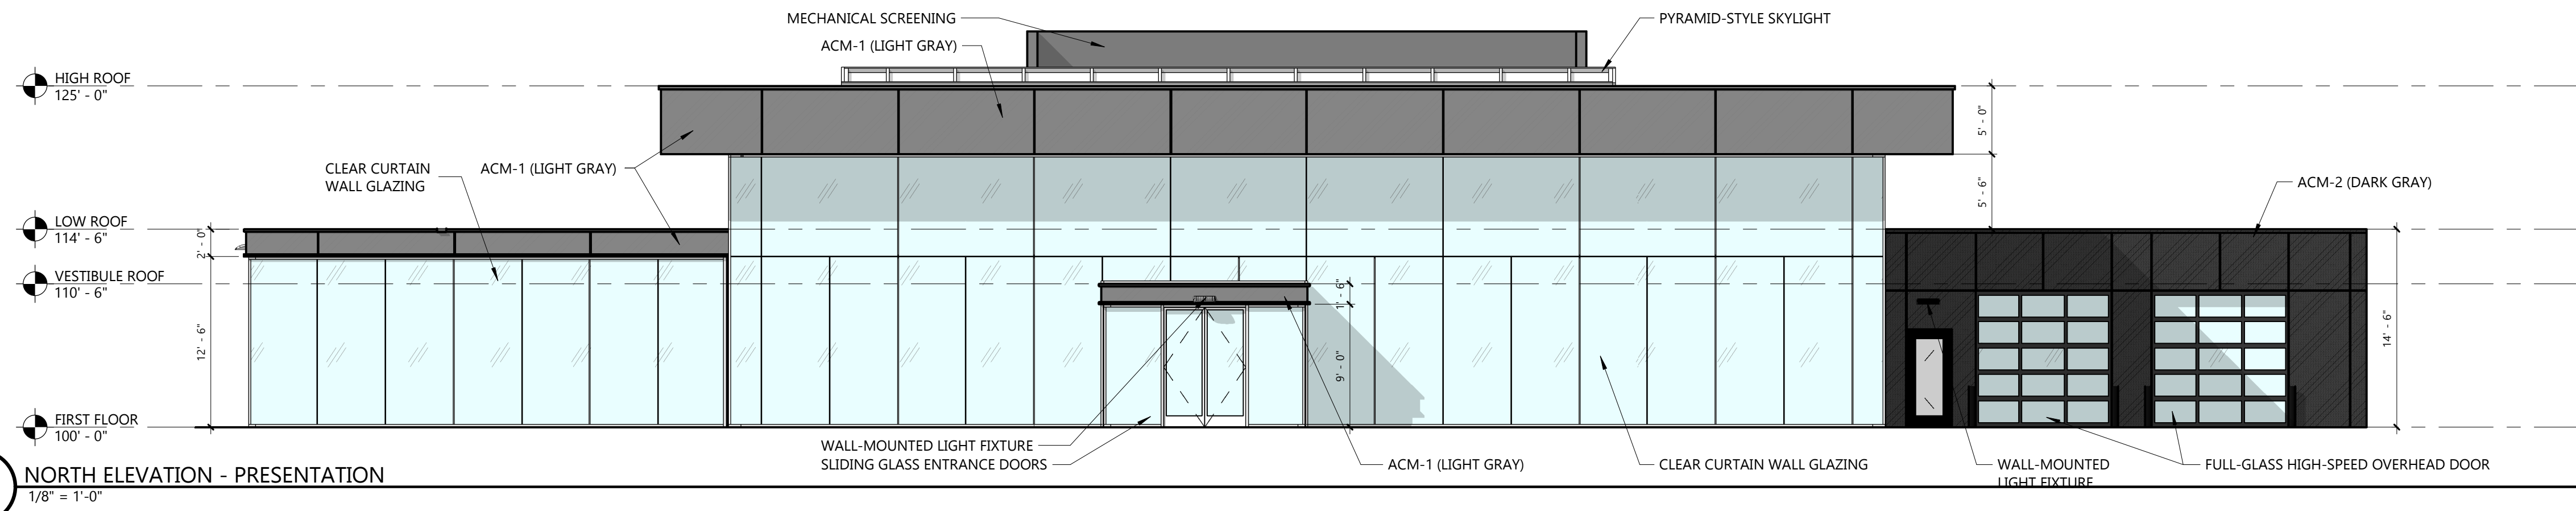 MECHANICAL SCREENING
PYRAMID-STYLE SKYLIGHT
ACM-1 (LIGHT GRAY)
HIGH ROOF
125' - 0"
5' - 0"
CLEAR CURTAIN
WALL GLAZING
ACM-1 (LIGHT GRAY)
5' - 6"
ACM-2 (DARK GRAY)
LOW ROOF
114' - 6"
2' - 0"
VESTIBULE ROOF
110' - 6"
1' - 6"
12' - 6"
9' - 0"
14' - 6"
FIRST FLOOR
100' - 0"
WALL-MOUNTED LIGHT FIXTURE
SLIDING GLASS ENTRANCE DOORS
ACM-1 (LIGHT GRAY)
CLEAR CURTAIN WALL GLAZING
WALL-MOUNTED
LIGHT FIXTURE
FULL-GLASS HIGH-SPEED OVERHEAD DOOR
NORTH ELEVATION - PRESENTATION
1/8" = 1'-0"